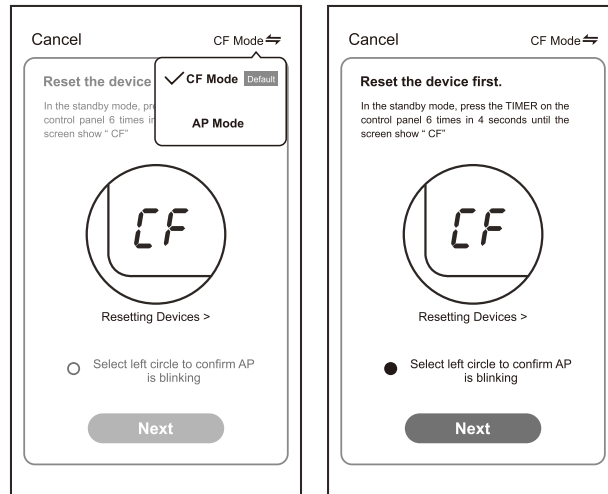 Cancel
CF Mode
CF Mode Default
AP Mode
Reset the device
In the standby mode, pre
control panel 6 times in
screen show “ CF”
CF
Resetting Devices >
Select left circle to confirm AP
is blinking
Next
Cancel
CF Mode
Reset the device first.
In the standby mode, press the TIMER on the
control panel 6 times in 4 seconds until the
screen show “ CF”
CF
Resetting Devices >
Select left circle to confirm AP
is blinking
Next